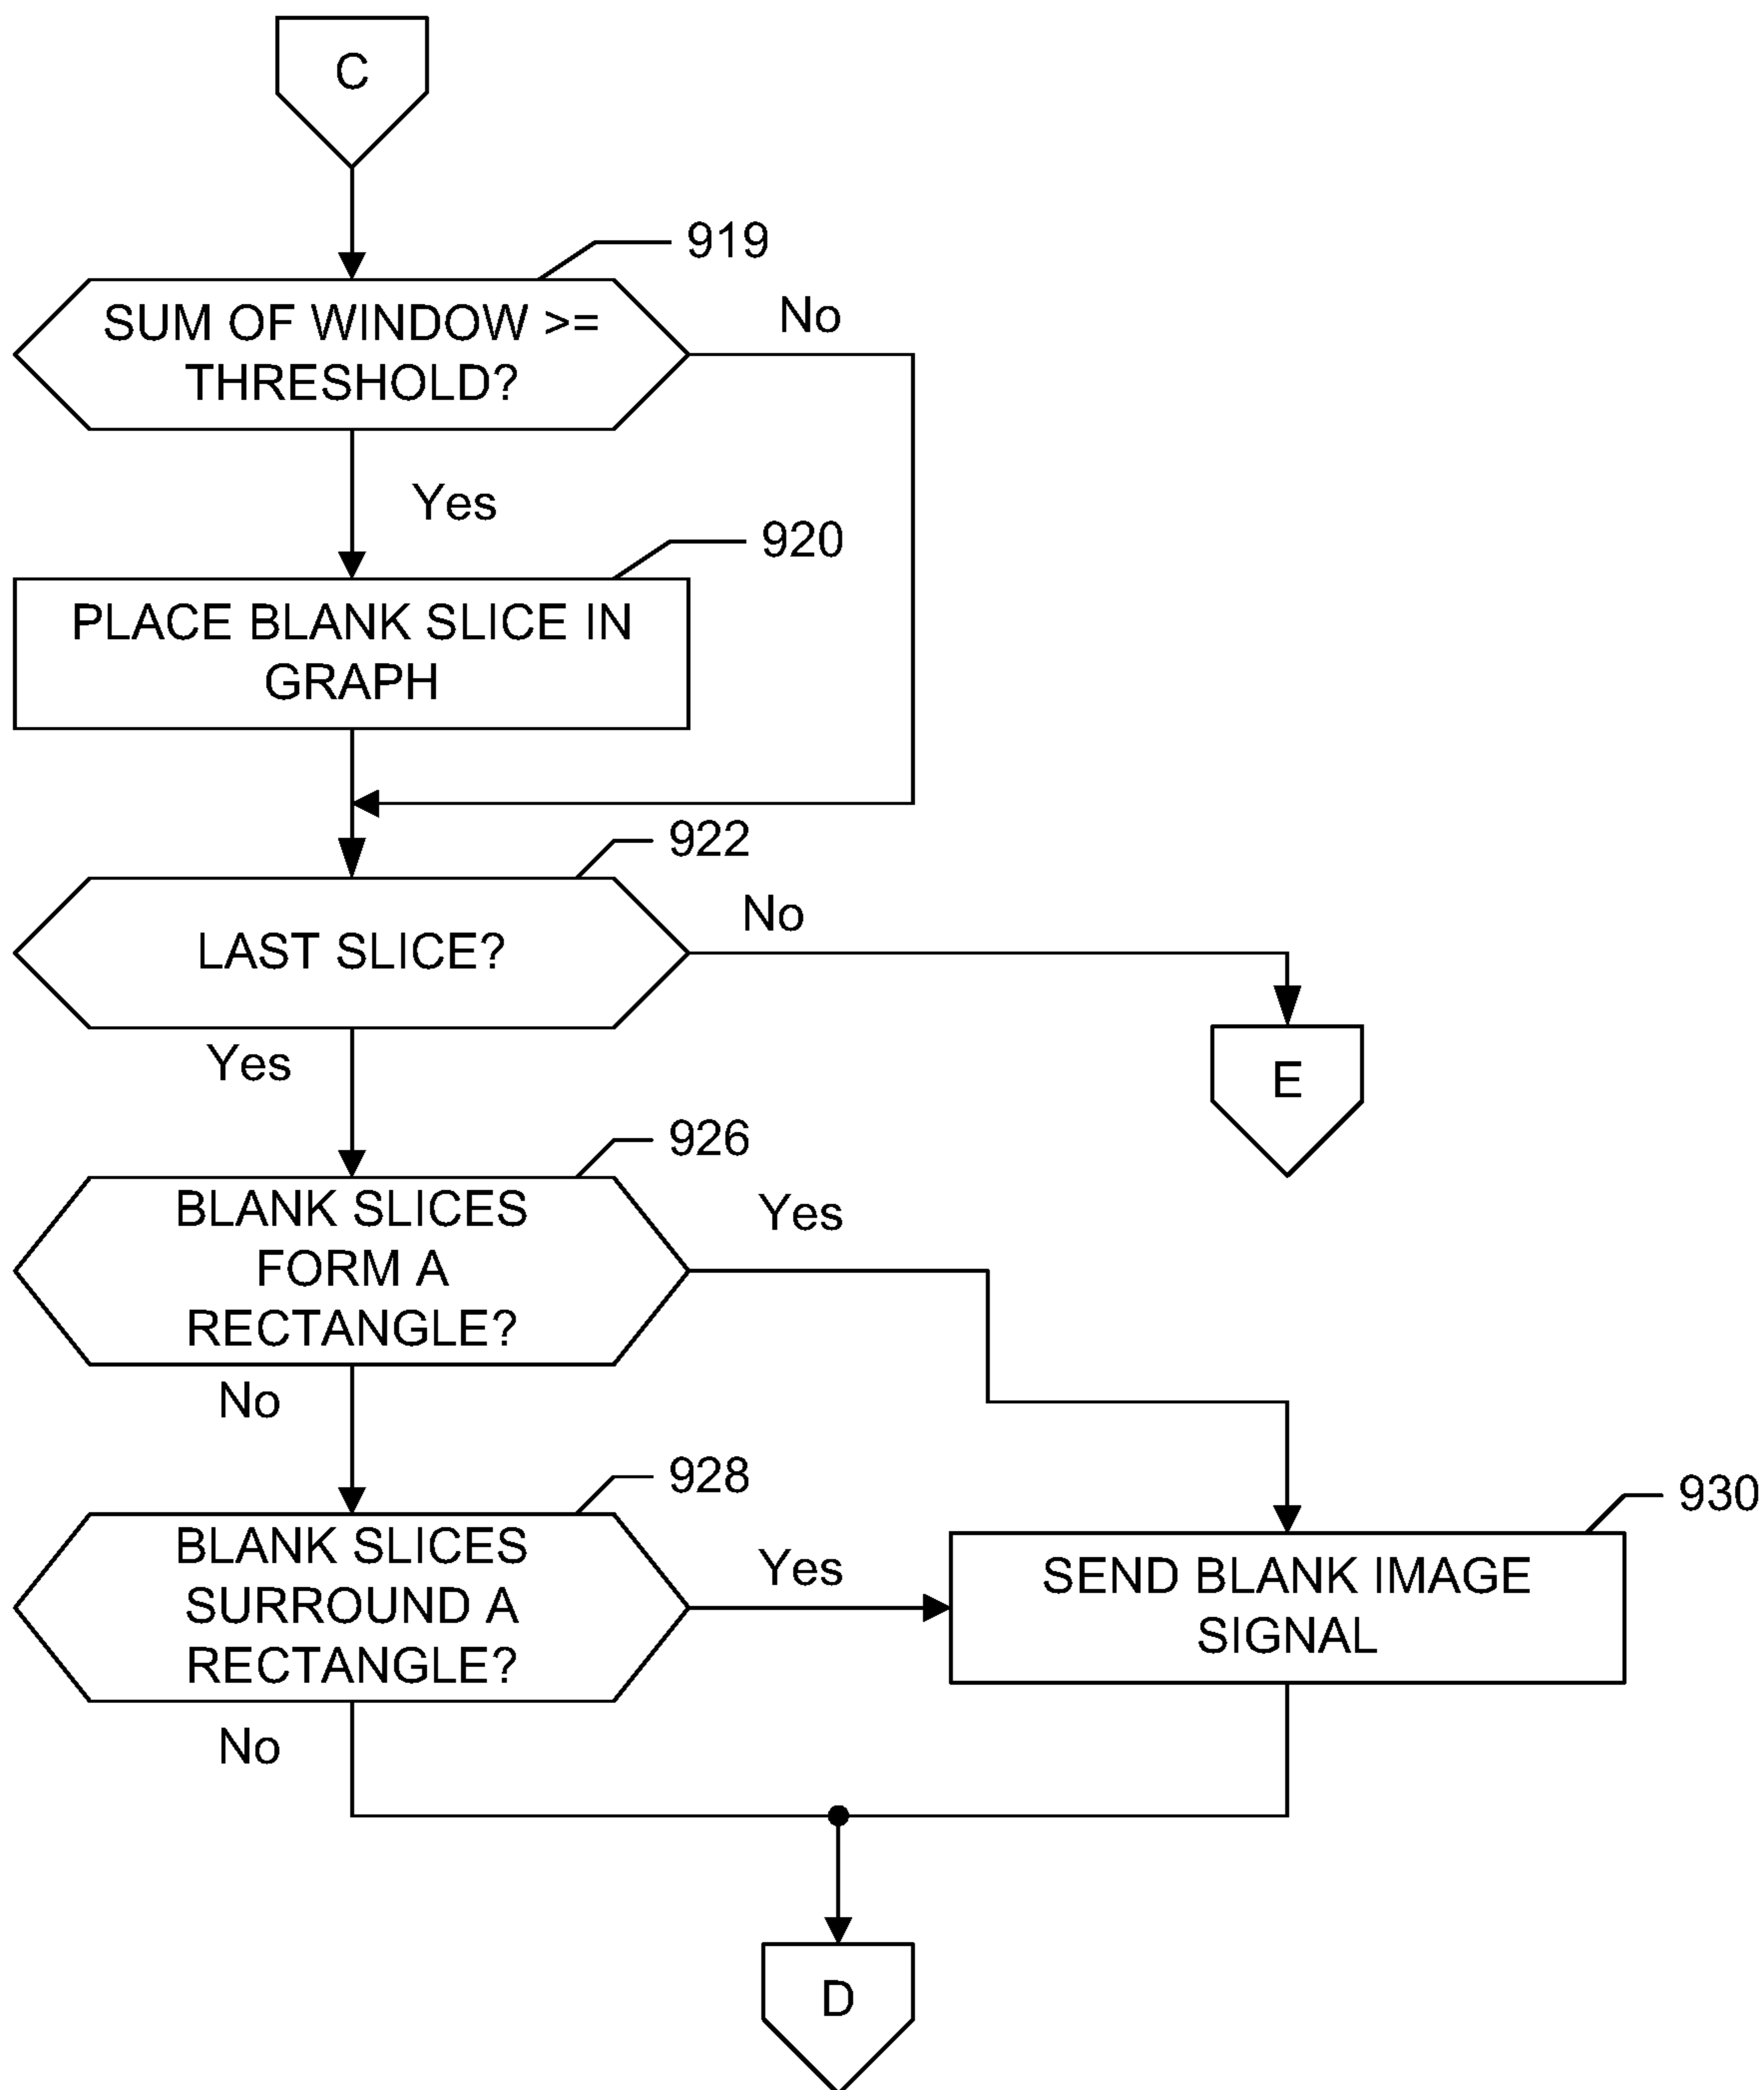 C
919
SUM OF WINDOW >=
THRESHOLD?
No
Yes
920
PLACE BLANK SLICE IN
GRAPH
922
LAST SLICE?
No
Yes
E
926
BLANK SLICES
FORM A
RECTANGLE?
Yes
No
928
BLANK SLICES
SURROUND A
RECTANGLE?
Yes
930
SEND BLANK IMAGE
SIGNAL
No
D